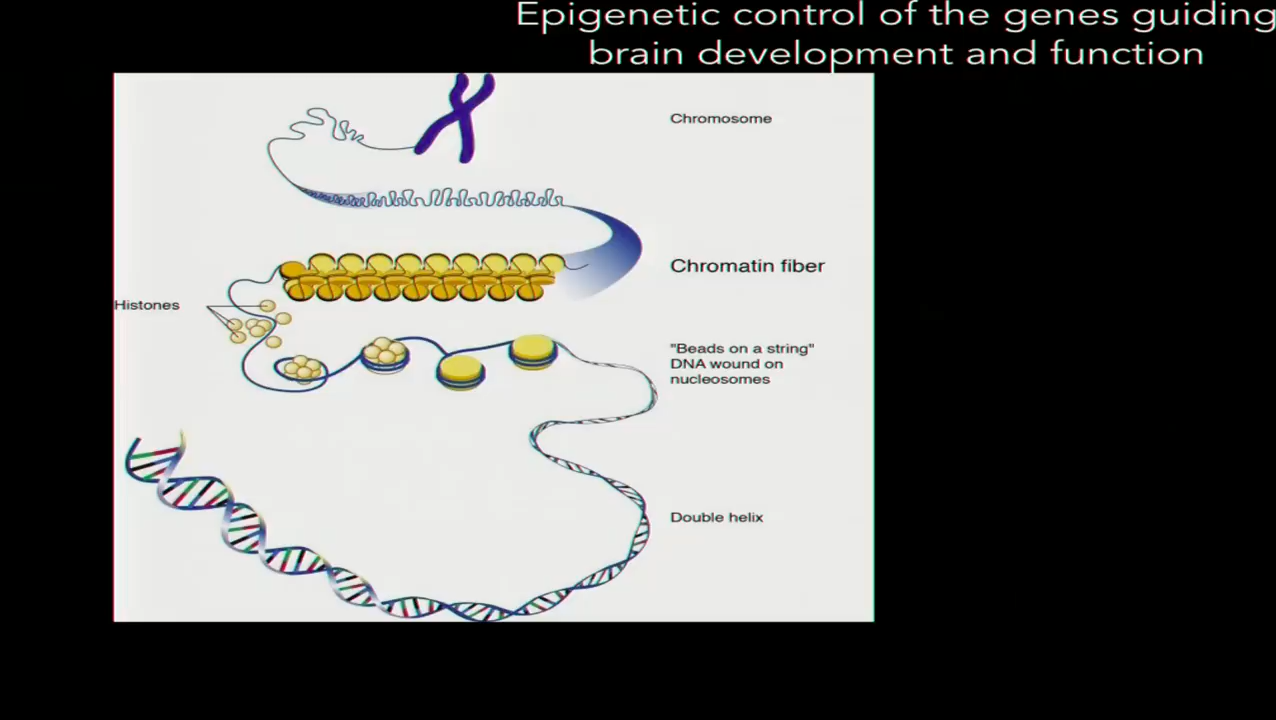 Epigenetic control of the genes guiding
brain development and function
Chromosome
Chromatin fiber
Histones
"Beads on a string"
DNA wound on
nucleosomes
Double helix